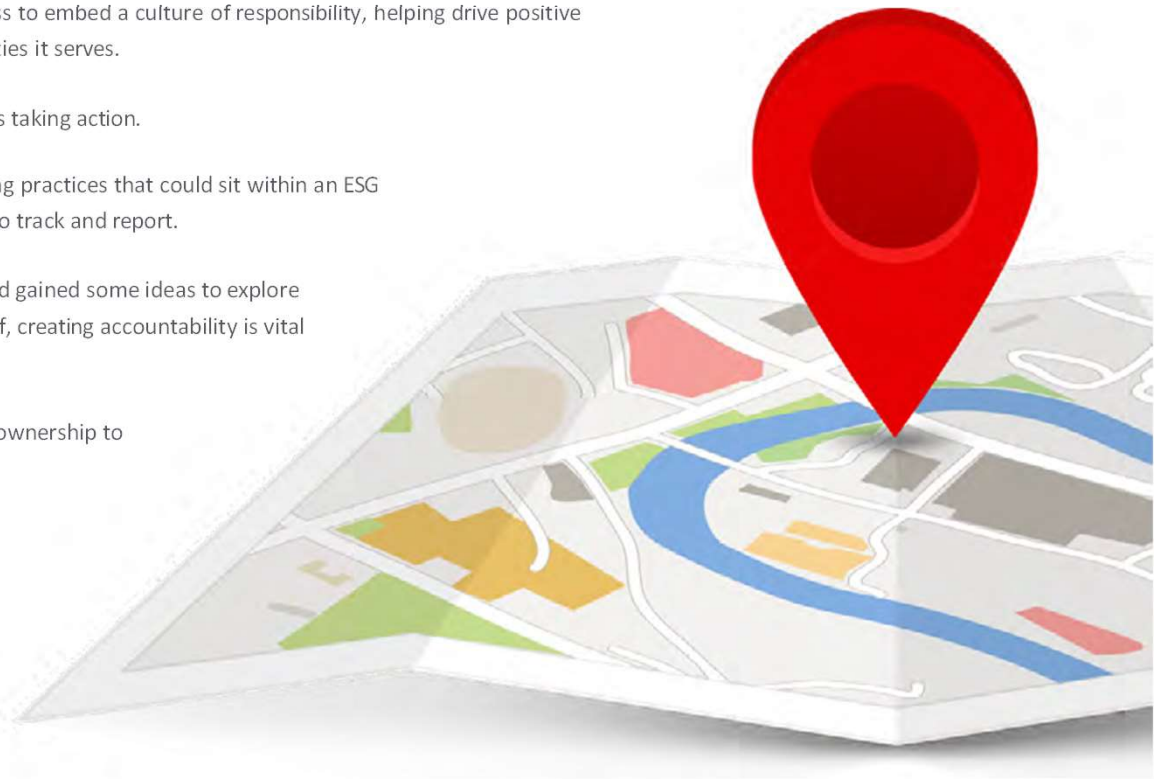 ss to embed a culture of responsibility, helping drive positive
ties it serves.
s taking action.
ng practices that could sit within an ESG
o track and report.
d gained some ideas to explore
f, creating accountability is vital
ownership to